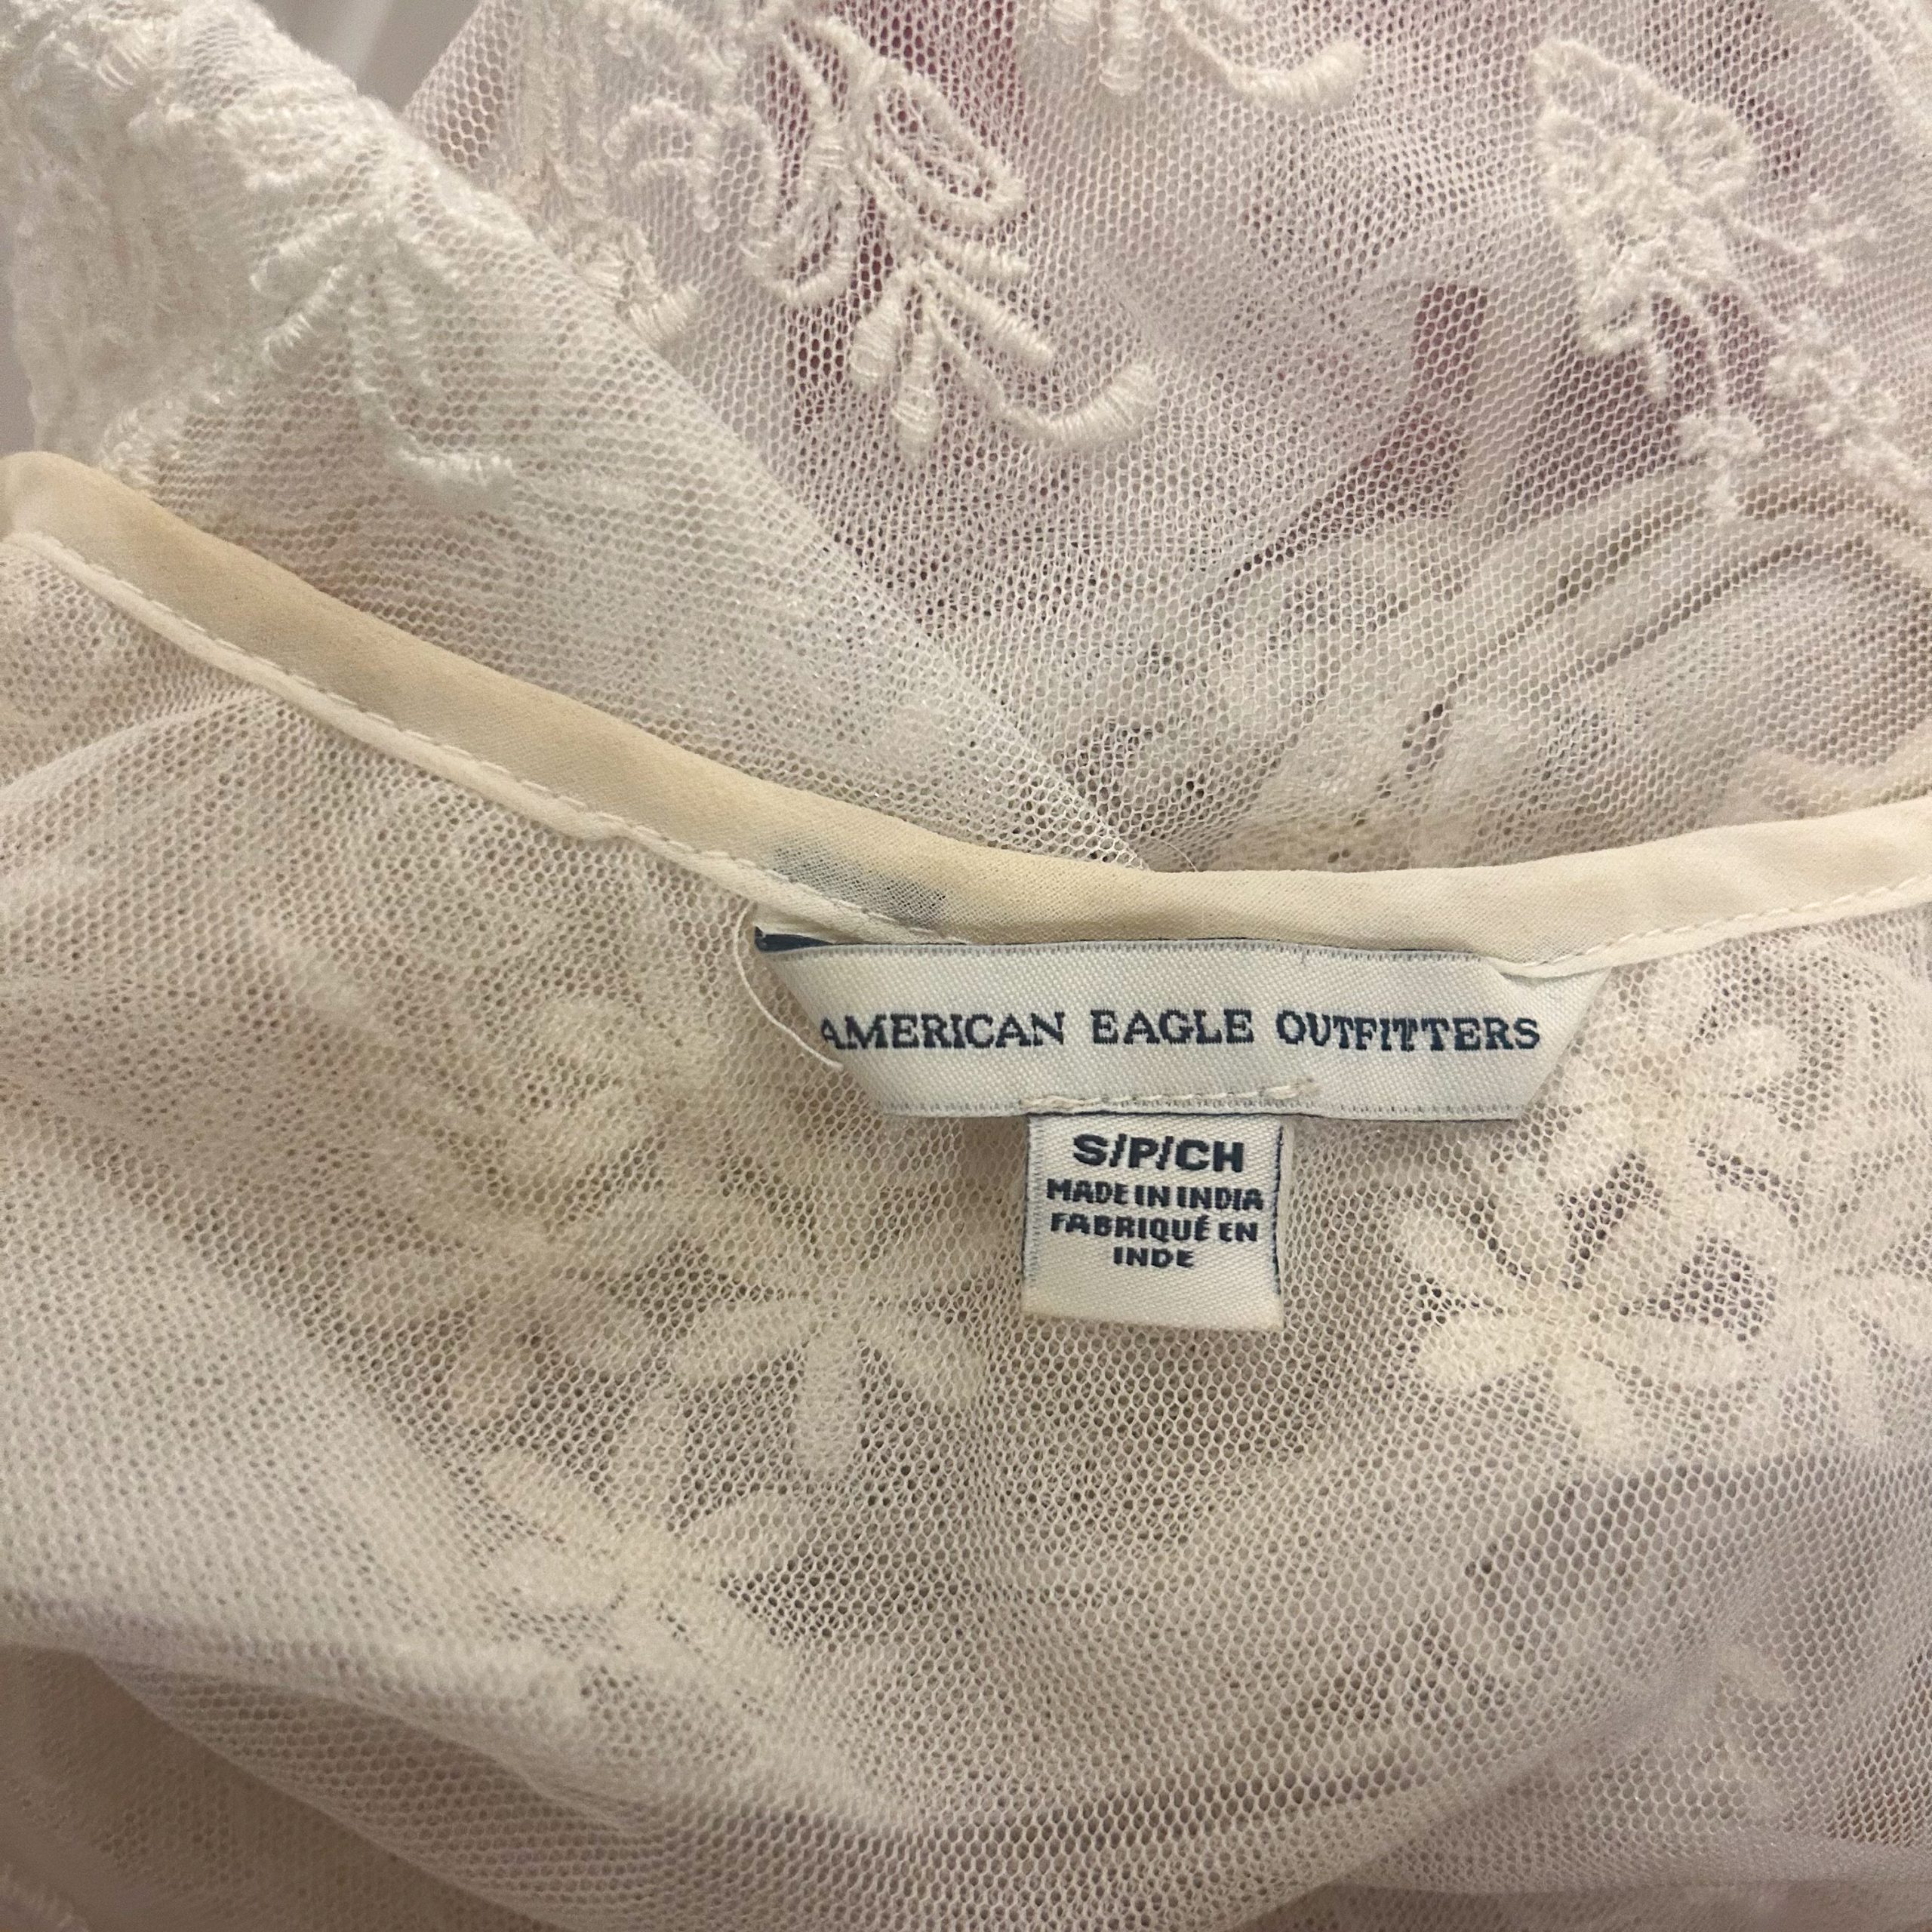 AMERICAN EAGLE OUTFITTERS
S/P/CH
MADE IN INDIA
FABRIQUÉ EN
INDE